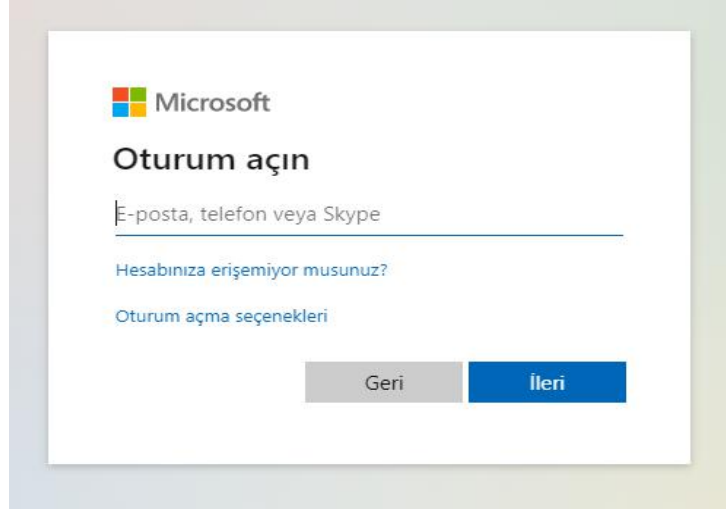 Microsoft
Oturum açın
E-posta, telefon veya Skype
Hesabınıza erişemiyor musunuz?
Oturum açma seçenekleri
Geri İleri